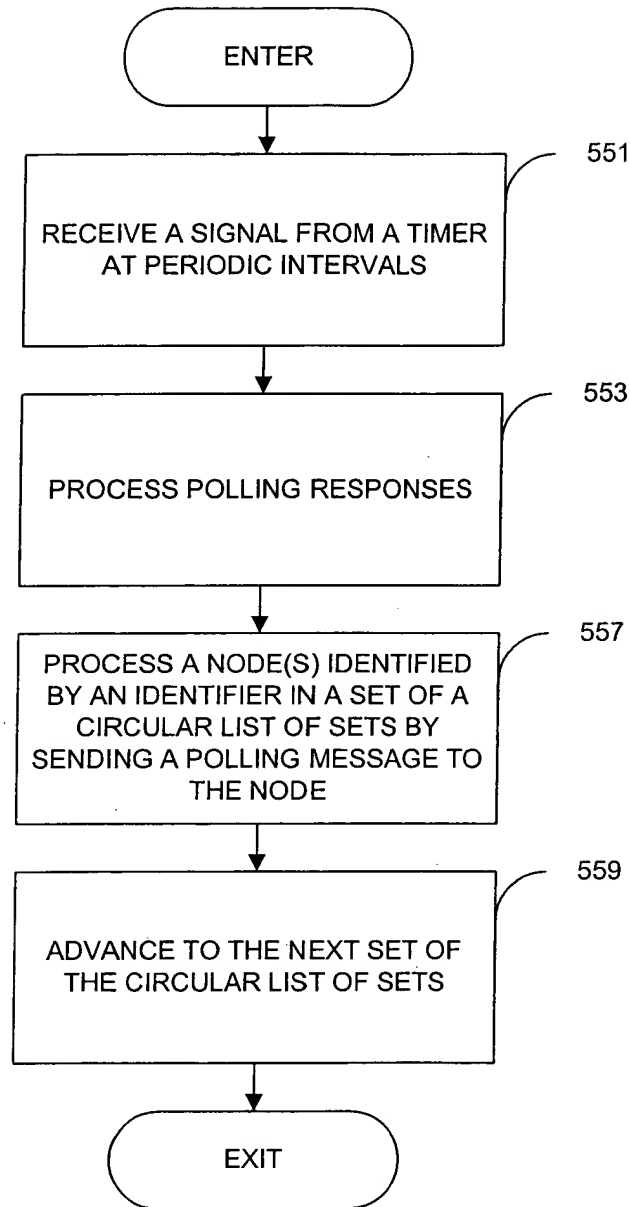 ENTER
551
RECEIVE A SIGNAL FROM A TIMER
AT PERIODIC INTERVALS
553
PROCESS POLLING RESPONSES
557
PROCESS A NODE(S) IDENTIFIED
BY AN IDENTIFIER IN A SET OF A
CIRCULAR LIST OF SETS BY
SENDING A POLLING MESSAGE TO
THE NODE
559
ADVANCE TO THE NEXT SET OF
THE CIRCULAR LIST OF SETS
EXIT